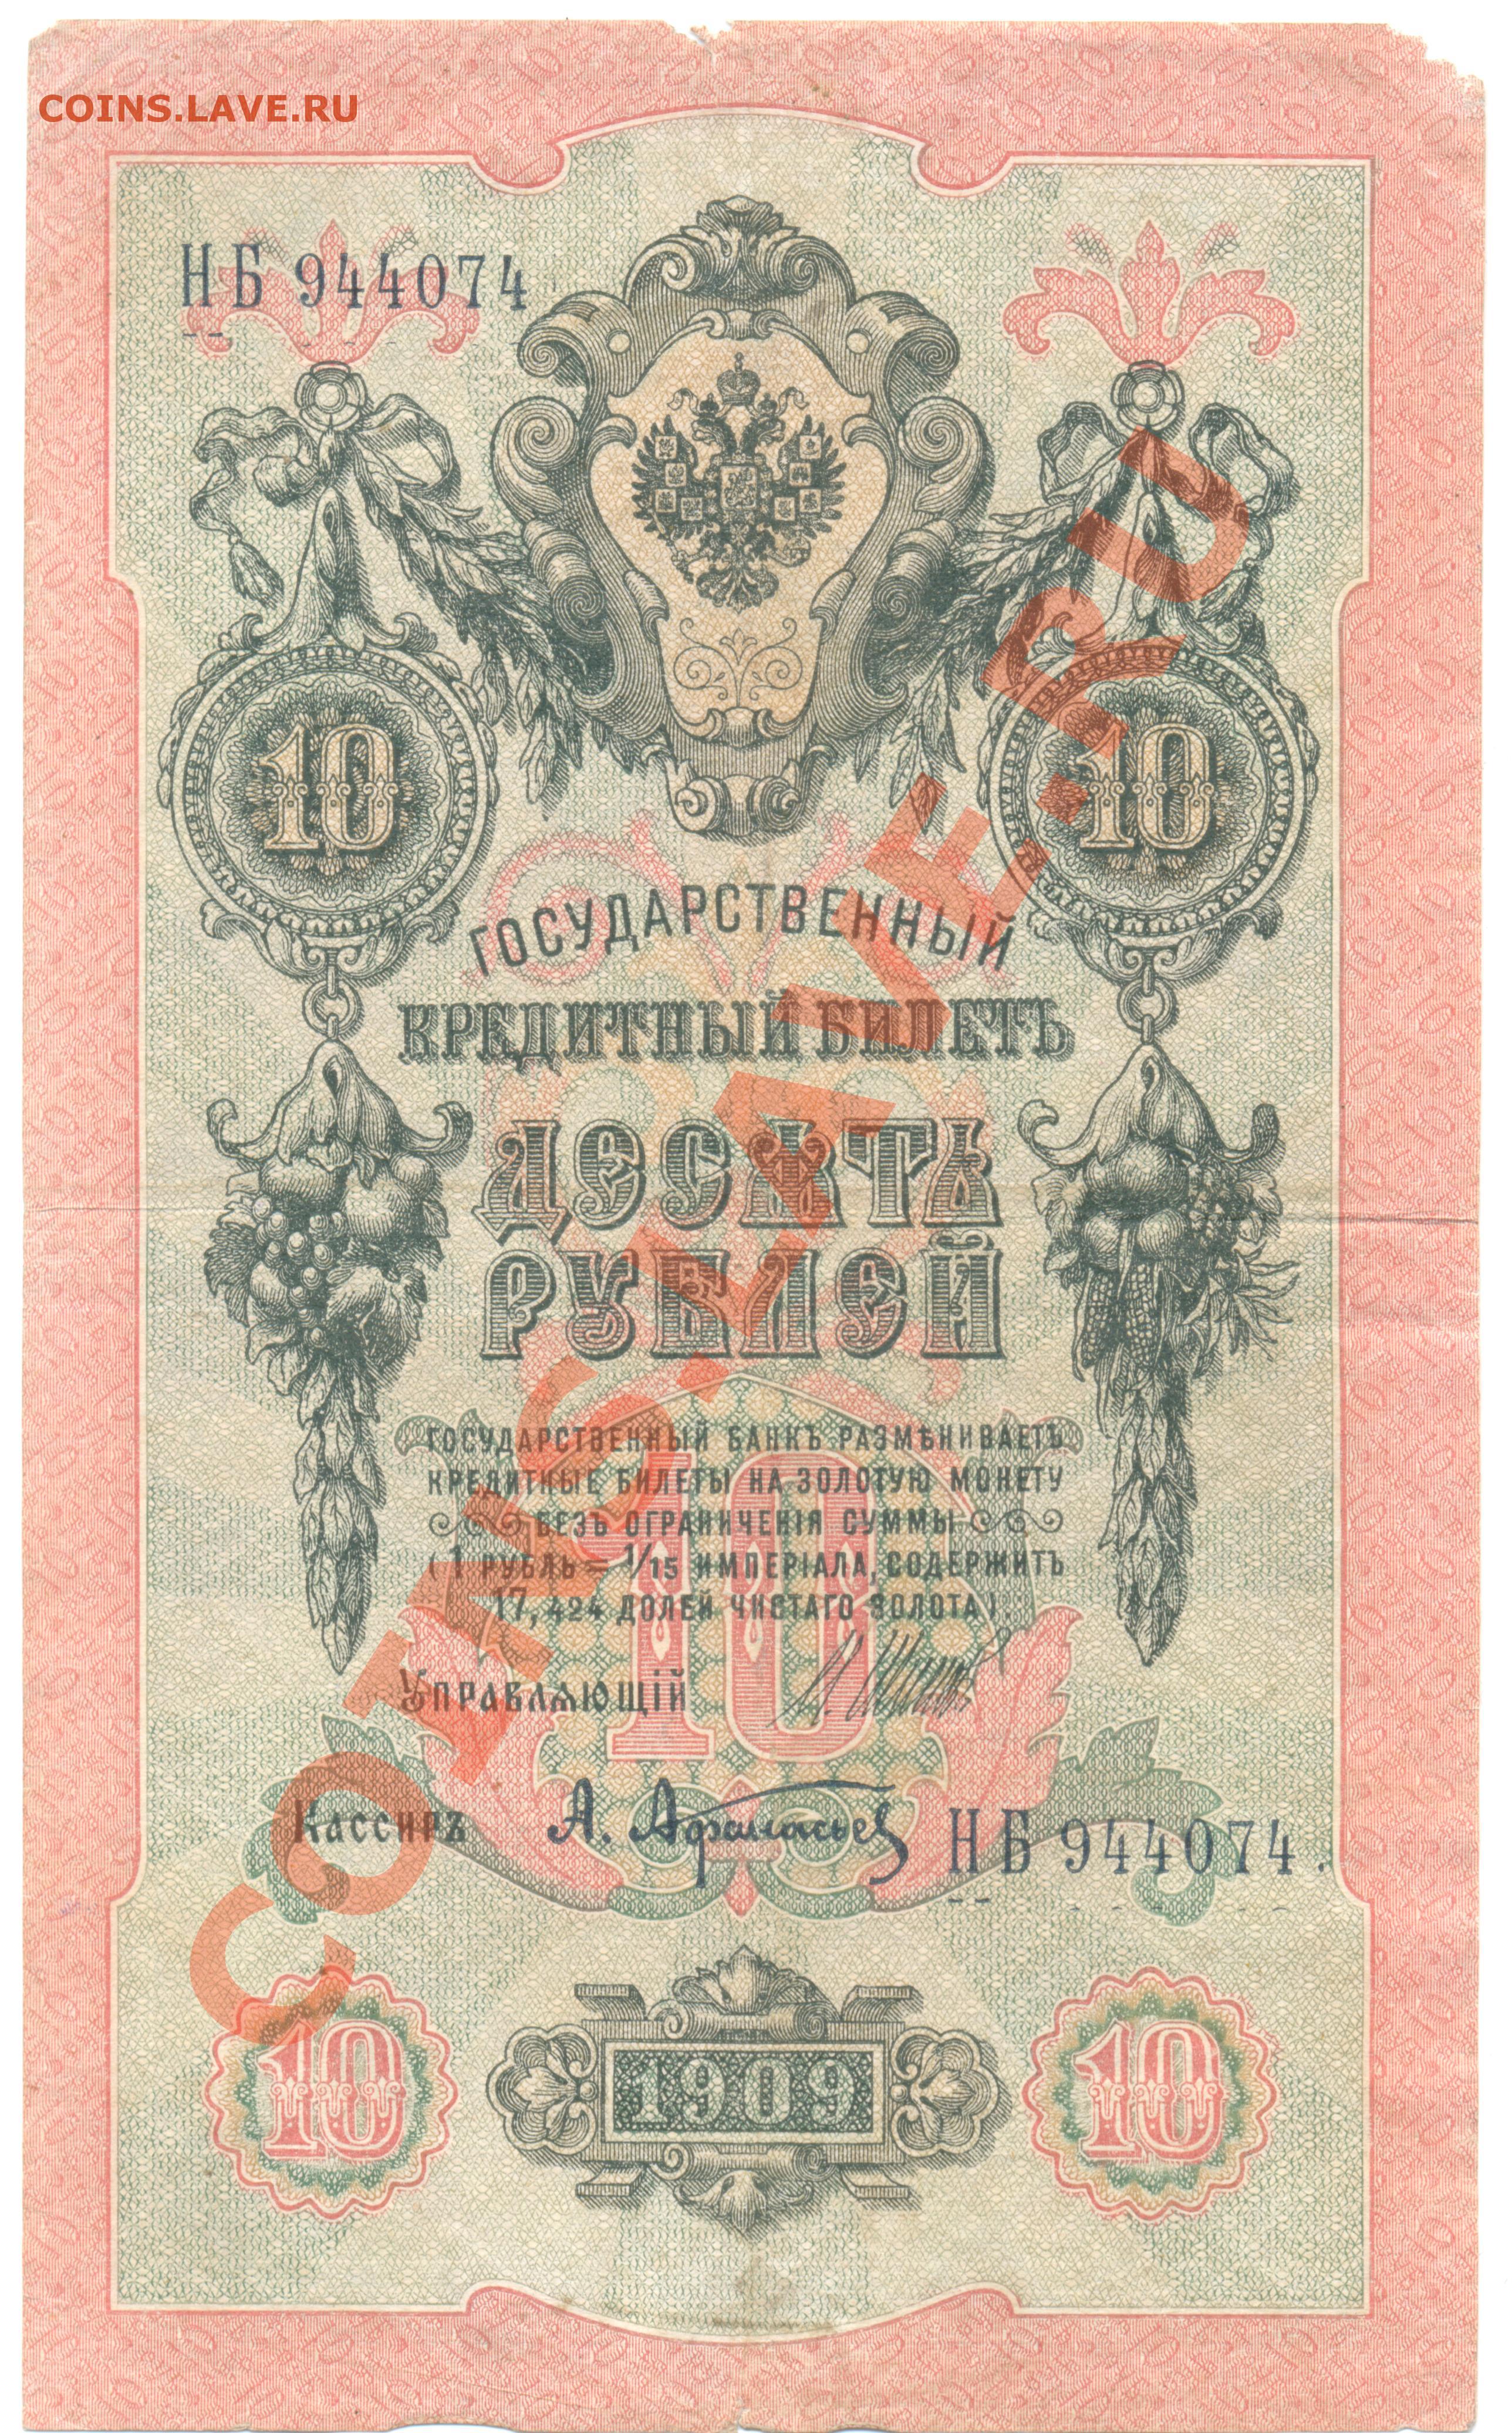 COINS.LAVE.RU
НБ 944074
10 10
ГОСУДАРСТВЕННЫЙ
КРЕДИТНЫЙ БИЛЕТЪ
ДЕСЯТЬ
РУБЛЕЙ
ГОСУДАРСТВЕННЫЙ БАНКЪ РАЗМѢНИВАЕТЪ
КРЕДИТНЫЕ БИЛЕТЫ НА ЗОЛОТУЮ МОНЕТУ
БЕЗЪ ОГРАНИЧЕНІЯ СУММЫ
(1 РУБЛЬ = 1/15 ИМПЕРІАЛА, СОДЕРЖИТЪ
17,424 ДОЛЕЙ ЧИСТАГО ЗОЛОТА).
10
УПРАВЛЯЮЩІЙ
Кассиръ А. Афанасьев НБ 944074
10 1909 10
COINS.LAVE.RU